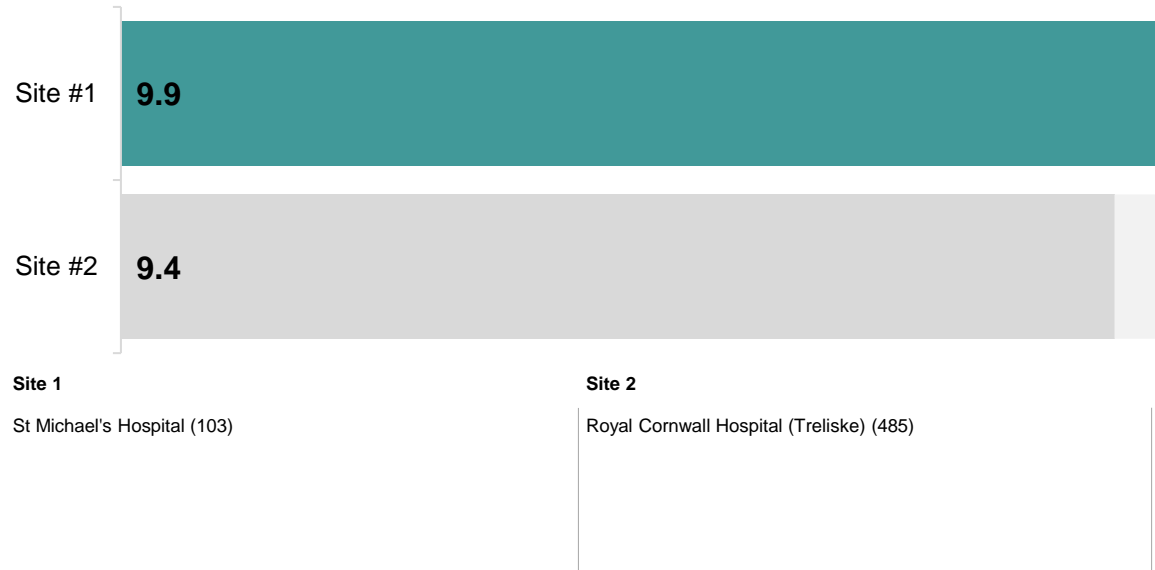 Site #1 9.9
Site #2 9.4
Site 1
St Michael's Hospital (103)
Site 2
Royal Cornwall Hospital (Treliske) (485)